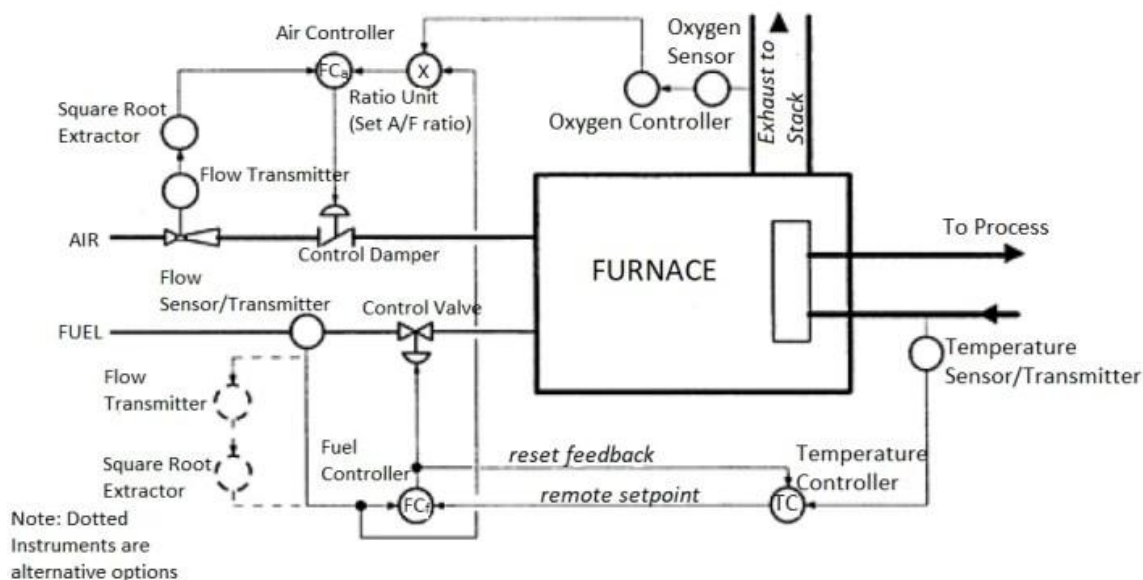 Air Controller
Oxygen
Sensor
Exhaust to
Stack
FCa
X
Square Root
Extractor
Ratio Unit
(Set A/F ratio)
Oxygen Controller
Flow Transmitter
AIR
Control Damper
To Process
FURNACE
Flow
Sensor/Transmitter
Control Valve
FUEL
Temperature
Sensor/Transmitter
Flow
Transmitter
Fuel
Controller
reset feedback
Temperature
Controller
Square Root
Extractor
remote setpoint
FCf
TC
Note: Dotted
Instruments are
alternative options